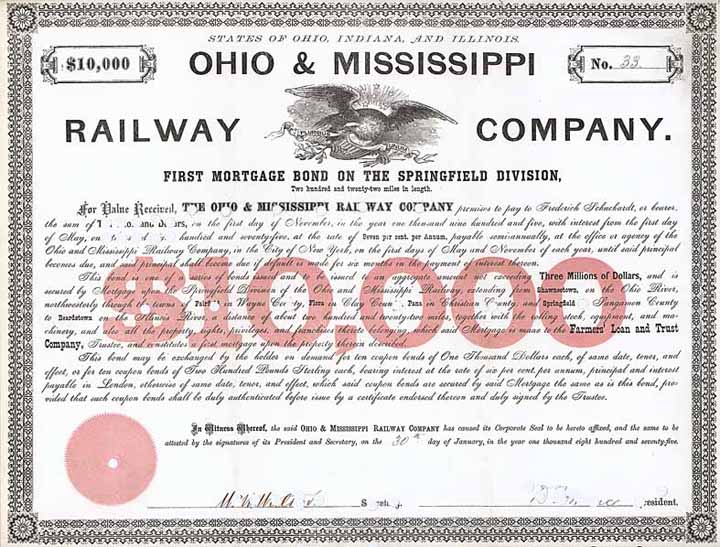 STATES OF OHIO, INDIANA, AND ILLINOIS.
$10,000
OHIO & MISSISSIPPI
No. 33
RAILWAY COMPANY.
FIRST MORTGAGE BOND ON THE SPRINGFIELD DIVISION,
Two hundred and twenty-two miles in length.
For Value Received, THE OHIO & MISSISSIPPI RAILWAY COMPANY promises to pay to Frederick Schuchardt, or bearer,
the sum of on the first day of November, in the year one thousand nine hundred and five, with interest from the first day
of May, hundred and seventy-five, at the rate of Seven per cent. per Annum, payable semi-annually, at the office or agency of the
Ohio and Mississippi Railway Company, in the City of New York, on the first days of May and November of each year, until said principal
becomes due, and said principal shall become due if default is made for six months in the payment of interest thereon.
This bond is of a series of bonds issued and to be issued to an aggregate amount not exceeding Three Millions of Dollars, and is
secured by Mortgage upon the Springfield Division of the Ohio and Mississippi Railway, extending from Shawneetown, on the Ohio River,
northwesterly through the towns of Fairf in Wayne County, Flora in Clay County, Pana in Christian County, and Springfield in Sangamon County
to Beardstown on the Illinois River, a distance of about two hundred and twenty-two miles, together with the rolling stock, equipment, and ma-
chinery, and with all the property, rights, privileges, and franchises thereto belonging, which said Mortgage is made to the Farmers' Loan and Trust
Company, Trustee, and constitutes a first mortgage upon the property therein described.
This bond may be exchanged by the holder on demand for ten coupon bonds of One Thousand Dollars each, of same date, tenor, and
effect, or for ten coupon bonds of Two Hundred Pounds Sterling each, bearing interest at the rate of six per cent. per annum, principal and interest
payable in London, otherwise of same date, tenor, and effect, which said coupon bonds are secured by said Mortgage the same as is this bond, pro-
vided that such coupon bonds shall be duly authenticated before issue by a certificate endorsed thereon and duly signed by the Trustee.
$10,000
In Witness Whereof, the said OHIO & MISSISSIPPI RAILWAY COMPANY has caused its Corporate Seal to be hereto affixed, and the same to be
attested by the signatures of its President and Secretary, on the 30th day of January, in the year one thousand eight hundred and seventy-five.
resident.